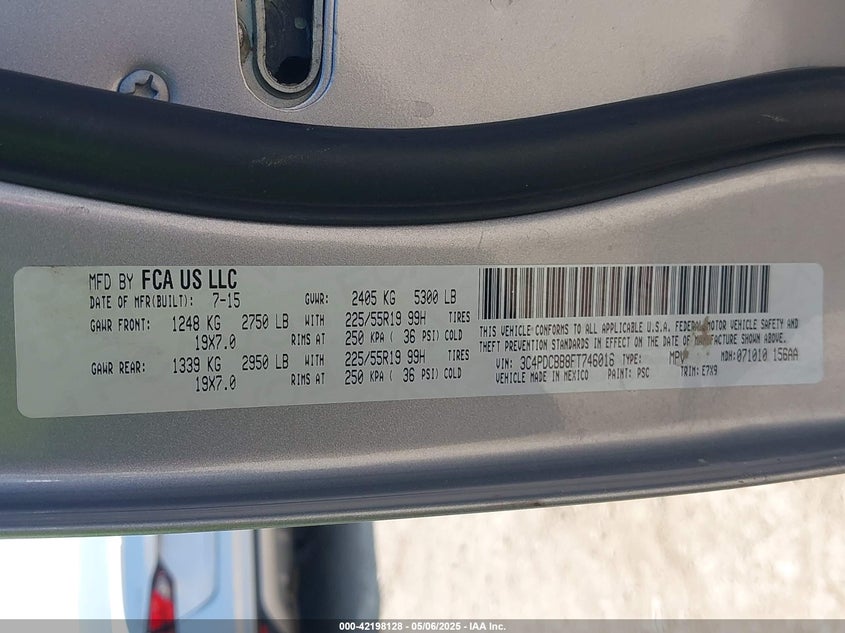 MFD BY FCA US LLC
DATE OF MFR(BUILT): 7-15 GVWR: 2405 KG 5300 LB
GAWR FRONT: 1248 KG 2750 LB WITH 225/55R19 99H TIRES
19X7.0 RIMS AT 250 KPA ( 36 PSI) COLD
GAWR REAR: 1339 KG 2950 LB WITH 225/55R19 99H TIRES
19X7.0 RIMS AT 250 KPA ( 36 PSI) COLD
THIS VEHICLE CONFORMS TO ALL APPLICABLE U.S.A. FEDERAL MOTOR VEHICLE SAFETY AND
THEFT PREVENTION STANDARDS IN EFFECT ON THE DATE OF MANUFACTURE SHOWN ABOVE.
VIN: 3C4PDCBB8FT746016 TYPE: MPV MDH: 071010 156AA
VEHICLE MADE IN MEXICO PAINT: PSC TRIM: E7X9
000-42198128 - 05/06/2025 - IAA Inc.